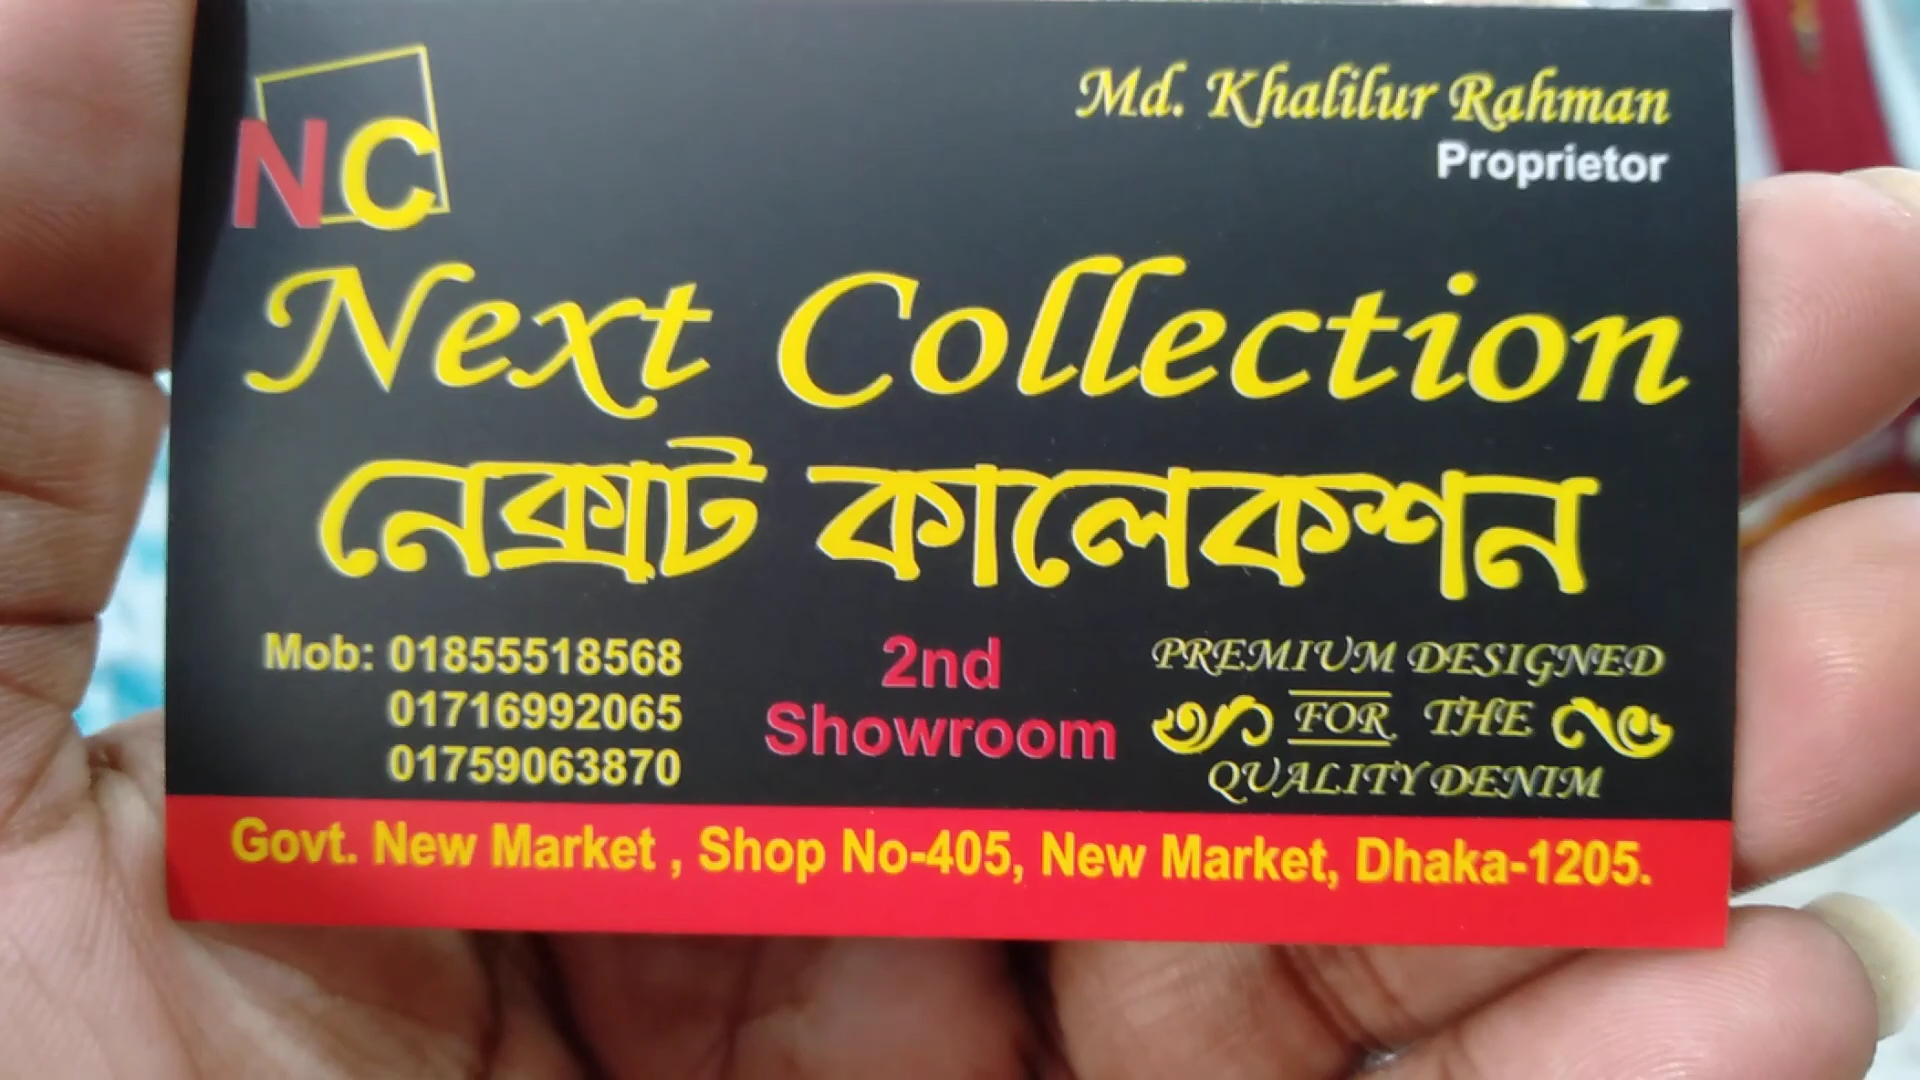 NC
Md. Khalilur Rahman
Proprietor
Next Collection
নেক্সট কালেকশন
Mob: 01855518568
01716992065
01759063870
2nd
Showroom
PREMIUM DESIGNED
FOR THE
QUALITY DENIM
Govt. New Market , Shop No-405, New Market, Dhaka-1205.